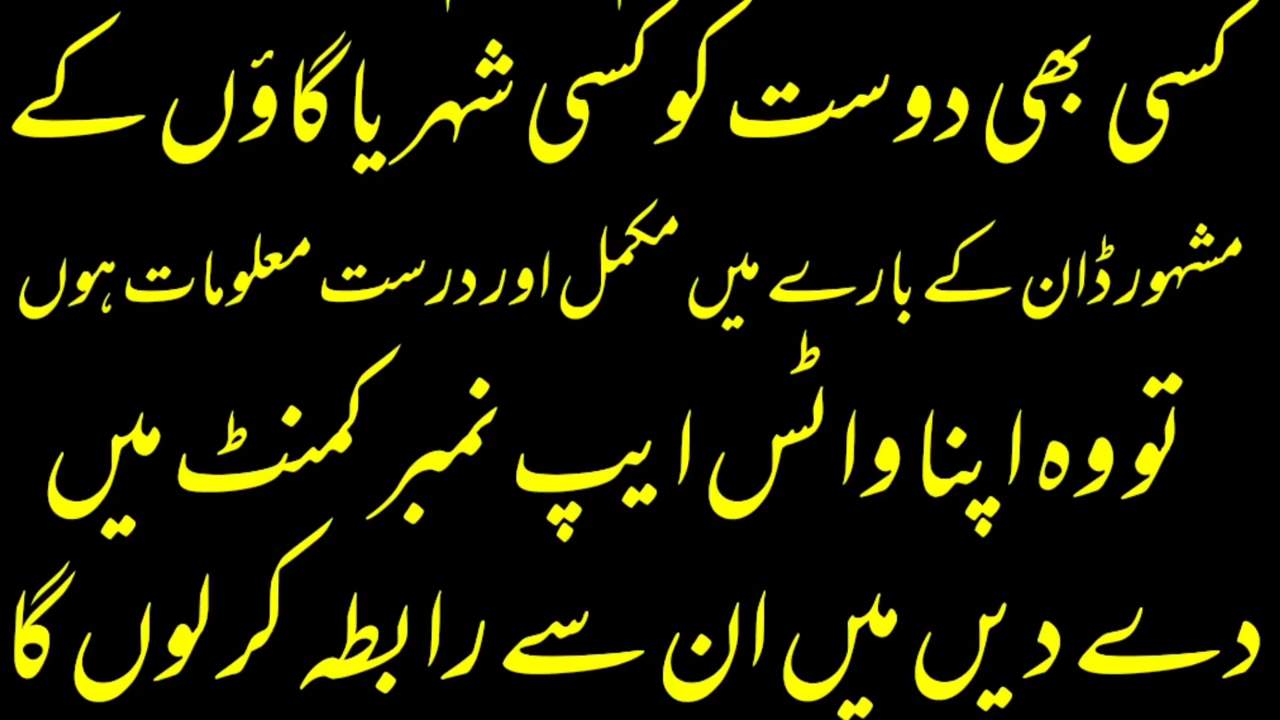 کسی بھی دوست کو کسی شہر یا گاؤں کے
مشہور ڈان کے بارے میں مکمل اور درست معلومات ہوں
تو وہ اپنا واٹس ایپ نمبر کمنٹ میں
دے دیں میں ان سے رابطہ کر لوں گا